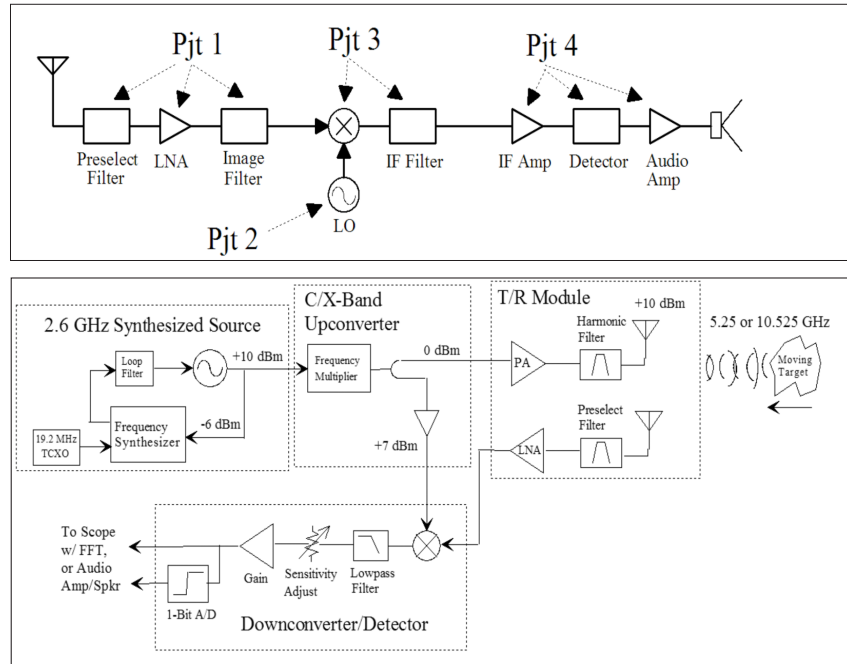 Pjt 1
Pjt 3
Pjt 4
Preselect
Filter
LNA
Image
Filter
IF Filter
IF Amp
Detector
Audio
Amp
LO
Pjt 2
2.6 GHz Synthesized Source
Loop
Filter
+10 dBm
Frequency
Synthesizer
-6 dBm
19.2 MHz
TCXO
C/X-Band
Upconverter
Frequency
Multiplier
0 dBm
+7 dBm
T/R Module
+10 dBm
Harmonic
Filter
PA
Preselect
Filter
LNA
5.25 or 10.525 GHz
Moving
Target
To Scope
w/ FFT,
or Audio
Amp/Spkr
1-Bit A/D
Gain
Sensitivity
Adjust
Lowpass
Filter
Downconverter/Detector